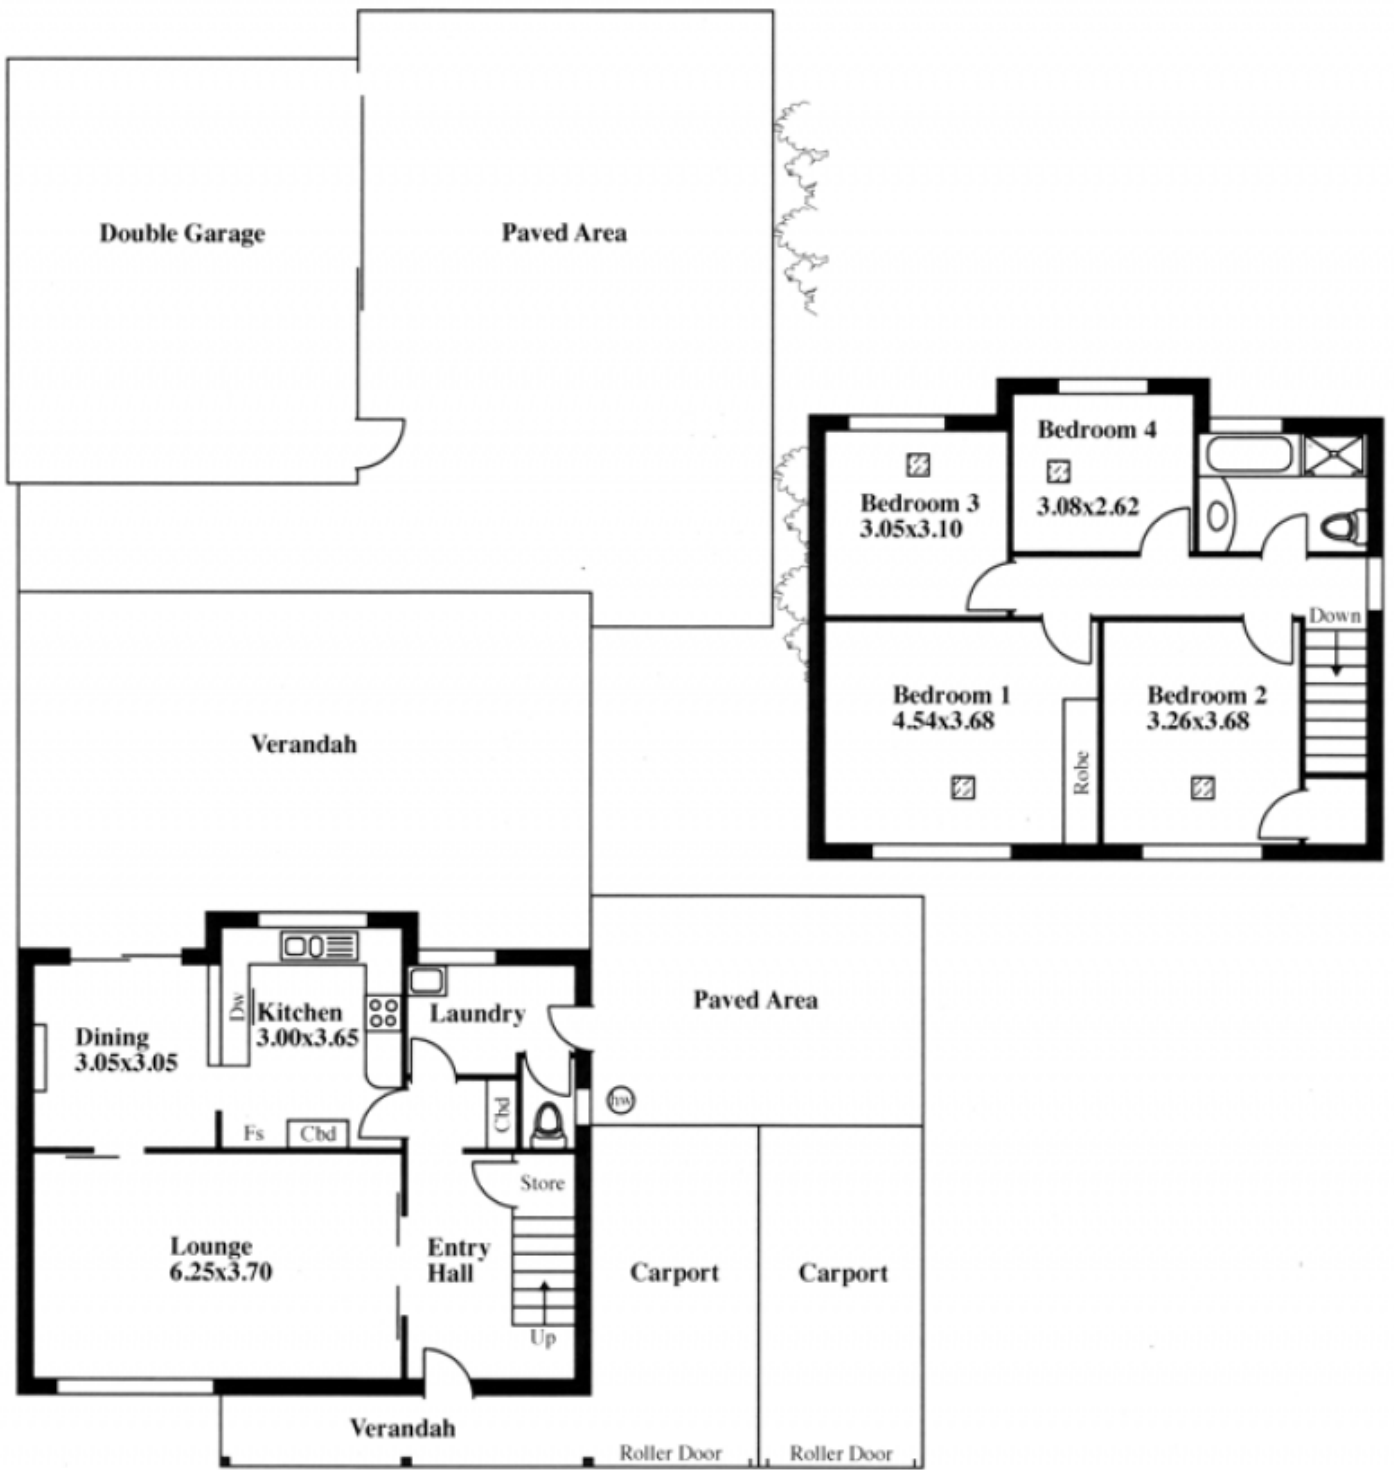 Double Garage
Paved Area
Bedroom 4
3.08x2.62
Bedroom 3
3.05x3.10
Down
Bedroom 1
4.54x3.68
Robe
Bedroom 2
3.26x3.68
Verandah
Dining
3.05x3.05
Dw
Kitchen
3.00x3.65
Laundry
Paved Area
hw
Fs
Cbd
Cbd
Store
Lounge
6.25x3.70
Entry
Hall
Up
Carport
Carport
Verandah
Roller Door
Roller Door